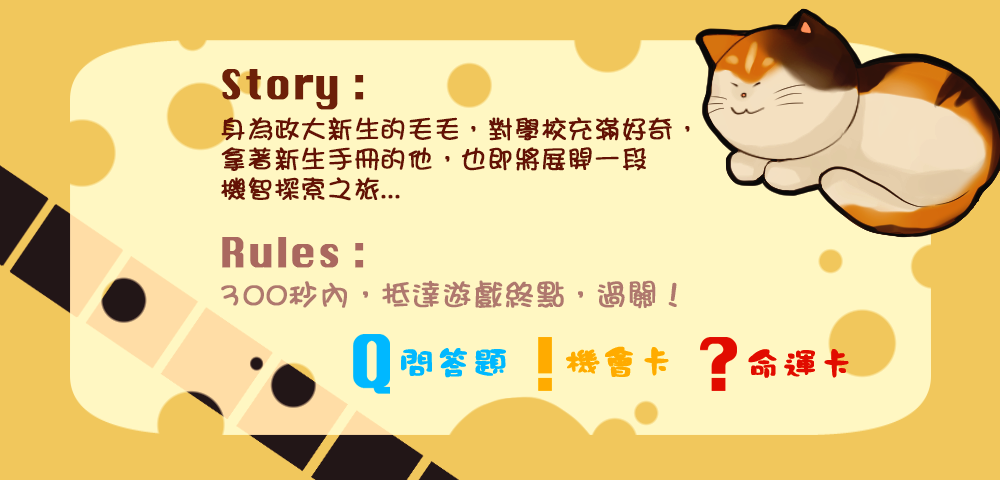 Story：
身為政大新生的毛毛，對學校充滿好奇，
拿著新生手冊的他，也即將展開一段
機智探索之旅...
Rules：
300秒內，抵達遊戲終點，過關！
Q 問答題 ! 機會卡 ? 命運卡